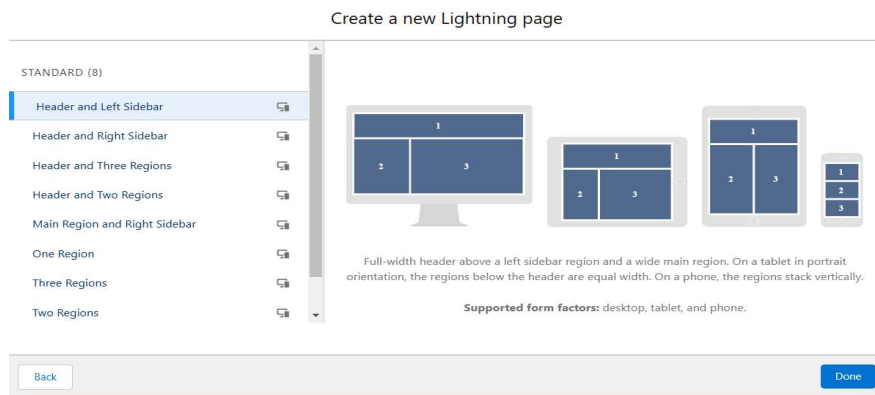 Create a new Lightning page
STANDARD (8)
Header and Left Sidebar
Header and Right Sidebar
Header and Three Regions
Header and Two Regions
Main Region and Right Sidebar
One Region
Three Regions
Two Regions
1
2 3
1
2 3
1
2 3
1
2
3
Full-width header above a left sidebar region and a wide main region. On a tablet in portrait
orientation, the regions below the header are equal width. On a phone, the regions stack vertically.
Supported form factors: desktop, tablet, and phone.
Back
Done